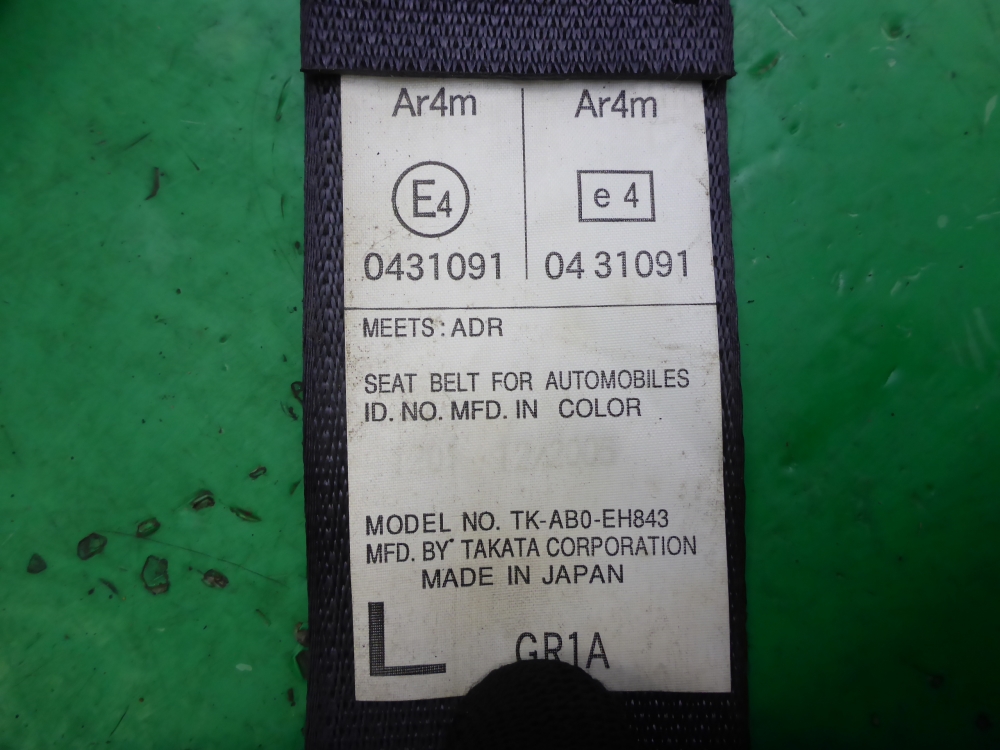 Ar4m Ar4m
E4 e 4
0431091 04 31091
MEETS : ADR
SEAT BELT FOR AUTOMOBILES
ID. NO. MFD. IN COLOR
MODEL NO. TK-AB0-EH843
MFD. BY TAKATA CORPORATION
MADE IN JAPAN
L GR1A